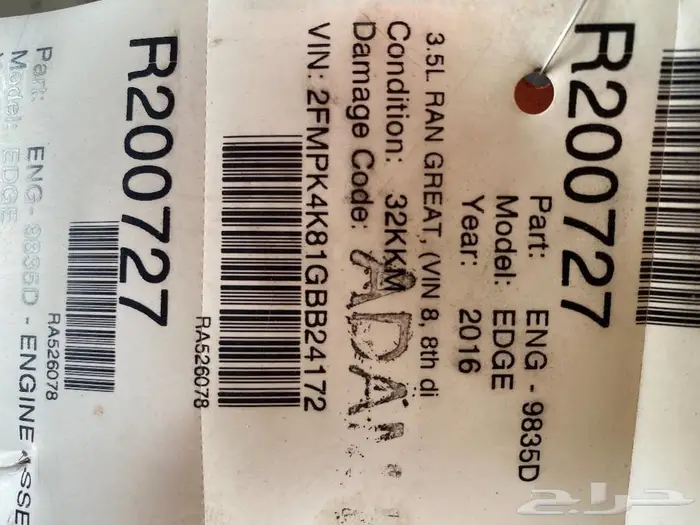 R200727
Part: ENG - 9835D
Model: EDGE
Year: 2016
3.5L RAN GREAT, (VIN 8, 8th di
Condition: 32KKM
Damage Code:
VIN: 2FMPK4K81GBB24172
RA526078
R200727
RA526078
Part: ENG - 9835D - ENGINE ASSE
Model: EDGE
حراج